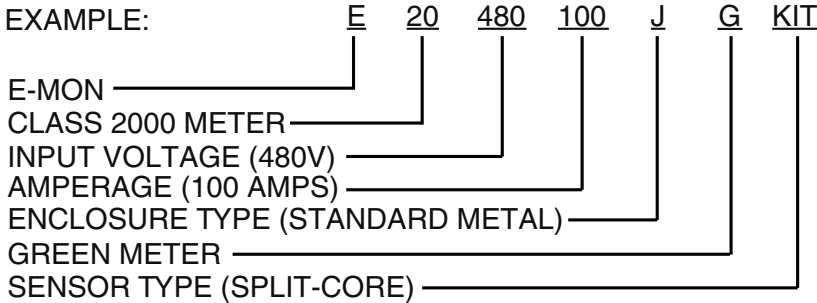 EXAMPLE: E 20 480 100 J G KIT
E-MON
CLASS 2000 METER
INPUT VOLTAGE (480V)
AMPERAGE (100 AMPS)
ENCLOSURE TYPE (STANDARD METAL)
GREEN METER
SENSOR TYPE (SPLIT-CORE)